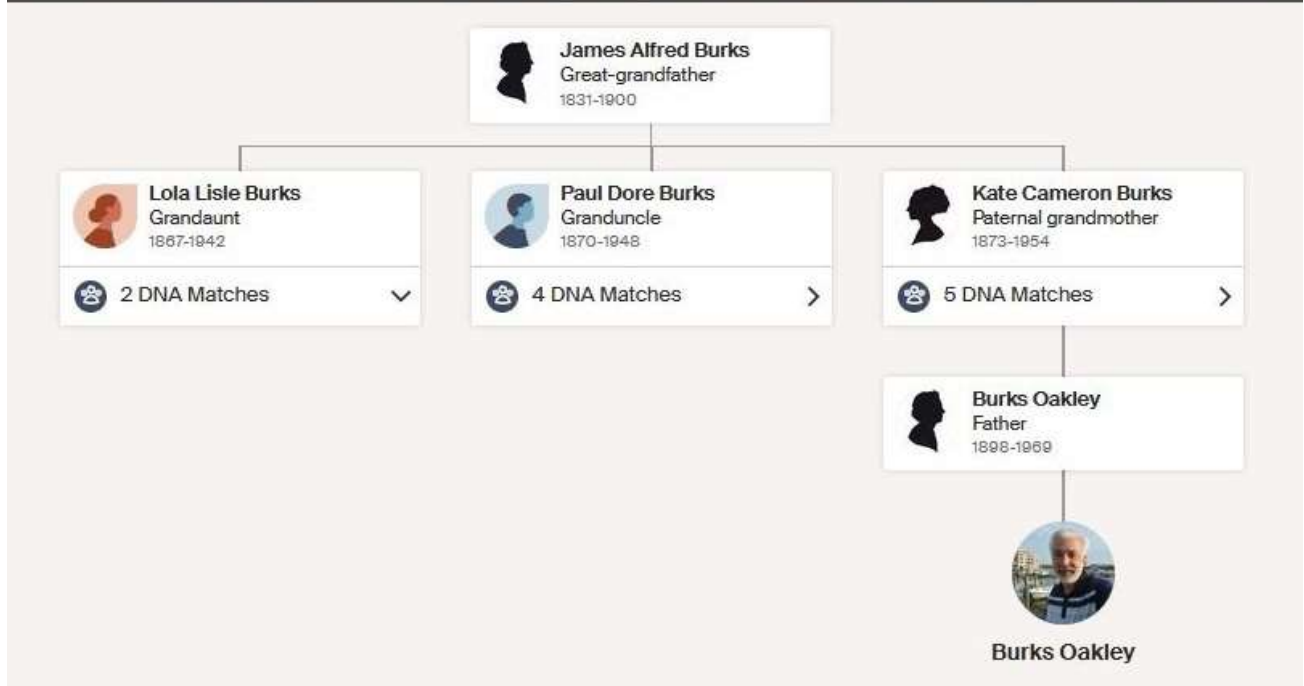 James Alfred Burks
Great-grandfather
1831-1900
Lola Lisle Burks
Grandaunt
1867-1942
2 DNA Matches
Paul Dore Burks
Granduncle
1870-1948
4 DNA Matches
Kate Cameron Burks
Paternal grandmother
1873-1954
5 DNA Matches
Burks Oakley
Father
1898-1969
Burks Oakley